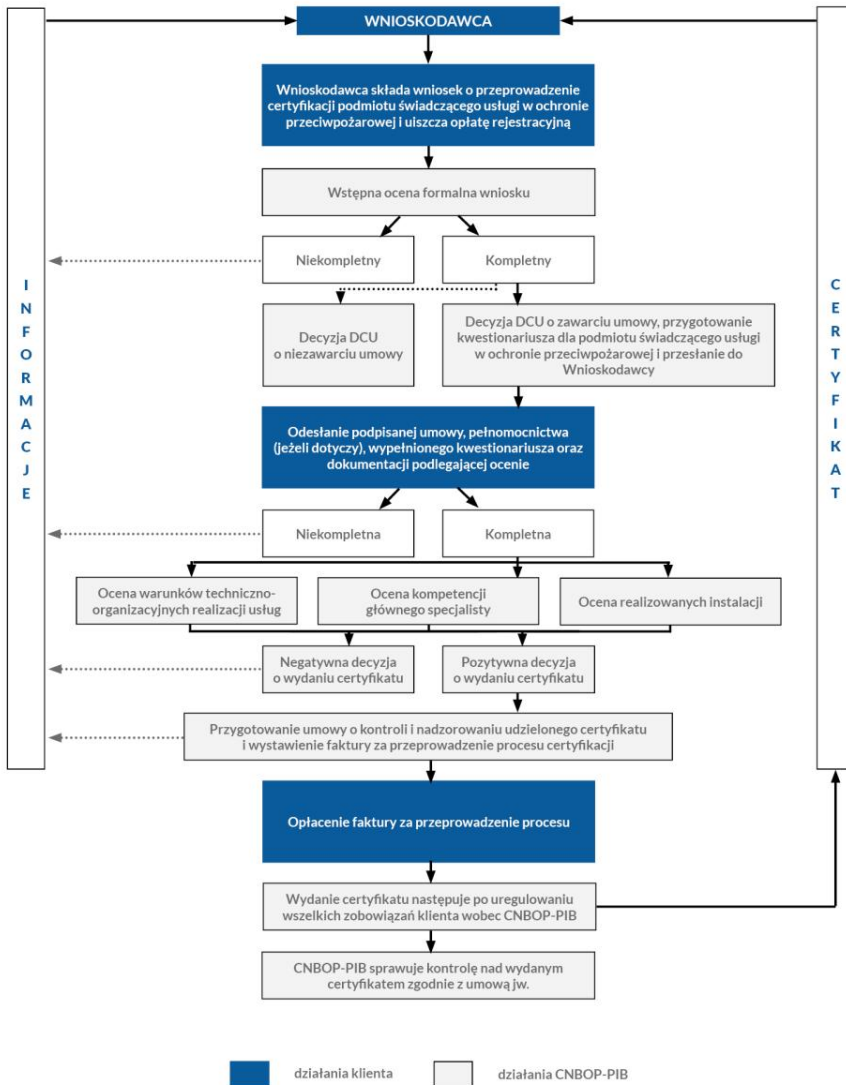 WNIOSKODAWCA
Wnioskodawca składa wniosek o przeprowadzenie
certyfikacji podmiotu świadczącego usługi w ochronie
przeciwpożarowej i uiszcza opłatę rejestracyjną
Wstępna ocena formalna wniosku
Niekompletny
Kompletny
Decyzja DCU
o niezawarciu umowy
Decyzja DCU o zawarciu umowy, przygotowanie
kwestionariusza dla podmiotu świadczącego usługi
w ochronie przeciwpożarowej i przesłanie do
Wnioskodawcy
INFORMACJE
CERTYFIKAT
Odesłanie podpisanej umowy, pełnomocnictwa
(jeżeli dotyczy), wypełnionego kwestionariusza oraz
dokumentacji podlegającej ocenie
Niekompletna
Kompletna
Ocena warunków techniczno-
organizacyjnych realizacji usług
Ocena kompetencji
głównego specjalisty
Ocena realizowanych instalacji
Negatywna decyzja
o wydaniu certyfikatu
Pozytywna decyzja
o wydaniu certyfikatu
Przygotowanie umowy o kontroli i nadzorowaniu udzielonego certyfikatu
i wystawienie faktury za przeprowadzenie procesu certyfikacji
Opłacenie faktury za przeprowadzenie procesu
Wydanie certyfikatu następuje po uregulowaniu
wszelkich zobowiązań klienta wobec CNBOP-PIB
CNBOP-PIB sprawuje kontrolę nad wydanym
certyfikatem zgodnie z umową jw.
działania klienta
działania CNBOP-PIB